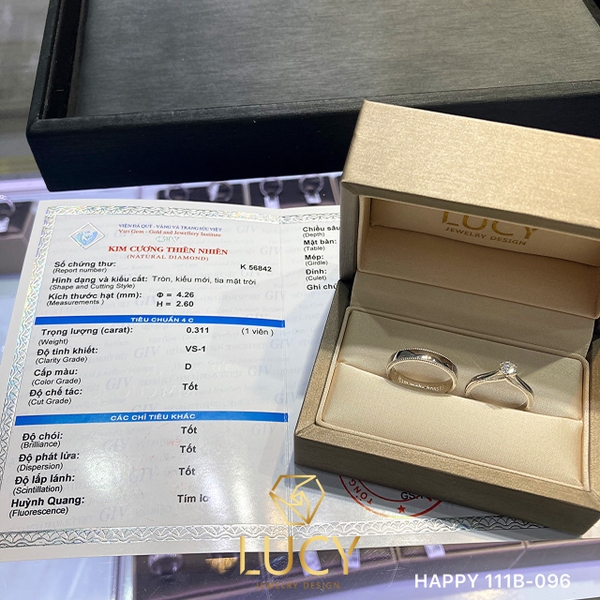 VIỆN ĐÁ QUÝ - VÀNG VÀ TRANG SỨC VIỆT
Viet Gem - Gold and Jewellery Institute
GIV
KIM CƯƠNG THIÊN NHIÊN
(NATURAL DIAMOND)
Số chứng thư: K 56842
(Report number)
Hình dạng và kiểu cắt: Tròn, kiểu mới, tia mặt trời
(Shape and Cutting Style)
Kích thước hạt (mm): Φ = 4.26
(Measurements) H = 2.60
TIÊU CHUẨN 4 C
Trọng lượng (carat): 0.311 (1 viên)
(Weight)
Độ tinh khiết: VS-1
(Clarity Grade)
Cấp màu: D
(Color Grade)
Độ chế tác: Tốt
(Cut Grade)
CÁC CHỈ TIÊU KHÁC
Độ chói: Tốt
(Brilliance)
Độ phát lửa: Tốt
(Dispersion)
Độ lấp lánh: Tốt
(Scintillation)
Huỳnh Quang: Tím
(Fluorescence)
Chiều sâu
(Depth)
Mặt bàn:
(Table)
Mép:
(Girdle)
Đính:
(Culet)
Ghi chú
LUCY
JEWELRY DESIGN
LUCY
JEWELRY DESIGN
HAPPY 111B-096